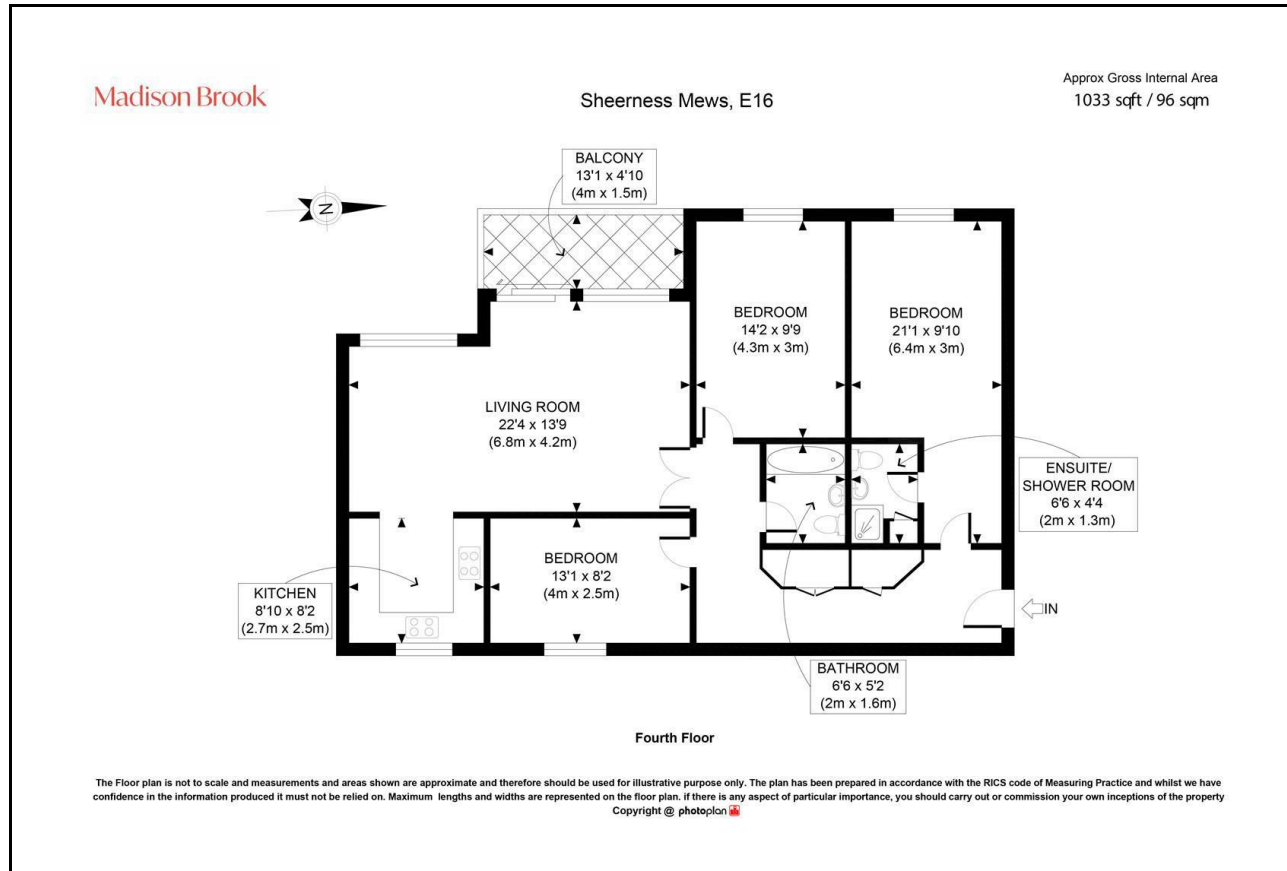 Madison Brook
Sheerness Mews, E16
Approx Gross Internal Area
1033 sqft / 96 sqm
BALCONY
13'1 x 4'10
(4m x 1.5m)
N
BEDROOM
14'2 x 9'9
(4.3m x 3m)
BEDROOM
21'1 x 9'10
(6.4m x 3m)
LIVING ROOM
22'4 x 13'9
(6.8m x 4.2m)
ENSUITE/
SHOWER ROOM
6'6 x 4'4
(2m x 1.3m)
BEDROOM
13'1 x 8'2
(4m x 2.5m)
KITCHEN
8'10 x 8'2
(2.7m x 2.5m)
IN
BATHROOM
6'6 x 5'2
(2m x 1.6m)
Fourth Floor
The Floor plan is not to scale and measurements and areas shown are approximate and therefore should be used for illustrative purpose only. The plan has been prepared in accordance with the RICS code of Measuring Practice and whilst we have
confidence in the information produced it must not be relied on. Maximum lengths and widths are represented on the floor plan. if there is any aspect of particular importance, you should carry out or commission your own inceptions of the property
Copyright @ photoplan